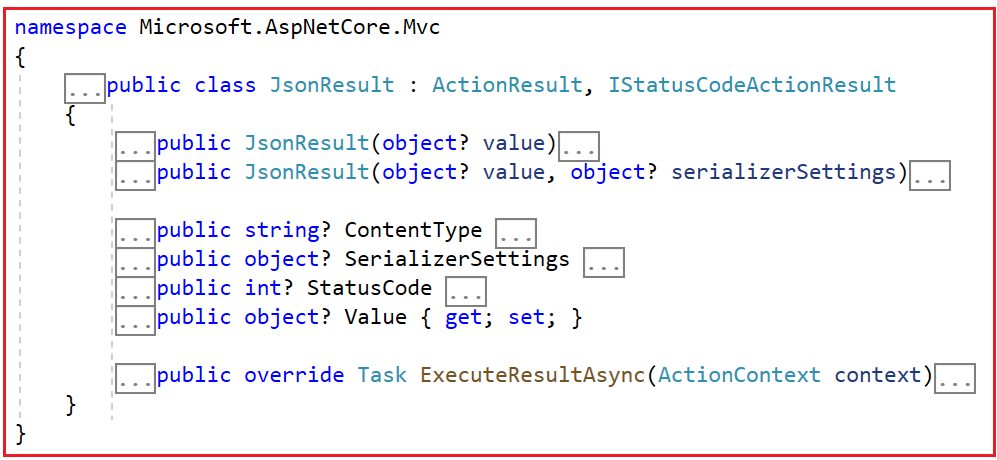 namespace Microsoft.AspNetCore.Mvc
{
...public class JsonResult : ActionResult, IStatusCodeActionResult
{
...public JsonResult(object? value)...
...public JsonResult(object? value, object? serializerSettings)...
...public string? ContentType ...
...public object? SerializerSettings ...
...public int? StatusCode ...
...public object? Value { get; set; }
...public override Task ExecuteResultAsync(ActionContext context)...
}
}